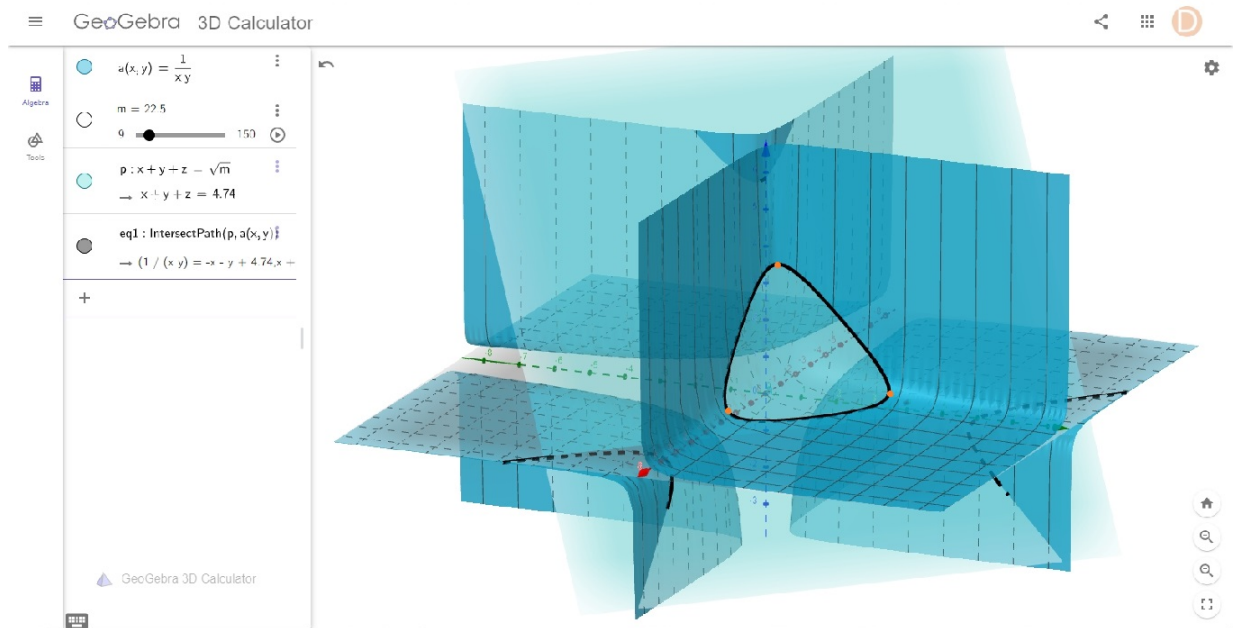 GeoGebra 3D Calculator
D
Algebra
Tools
a(x, y) = 1 / x y
m = 22.5
9 150
p : x + y + z = √m
→ x + y + z = 4.74
eq1 : IntersectPath(p, a(x, y)
→ (1 / (x y) = -x - y + 4.74, x +
+
GeoGebra 3D Calculator